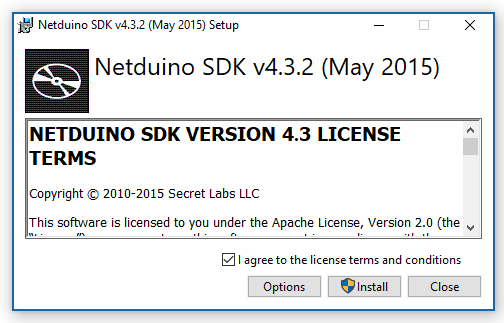 Netduino SDK v4.3.2 (May 2015) Setup
Netduino SDK v4.3.2 (May 2015)
NETDUINO SDK VERSION 4.3 LICENSE
TERMS
Copyright © 2010-2015 Secret Labs LLC
This software is licensed to you under the Apache License, Version 2.0 (the
I agree to the license terms and conditions
Options Install Close